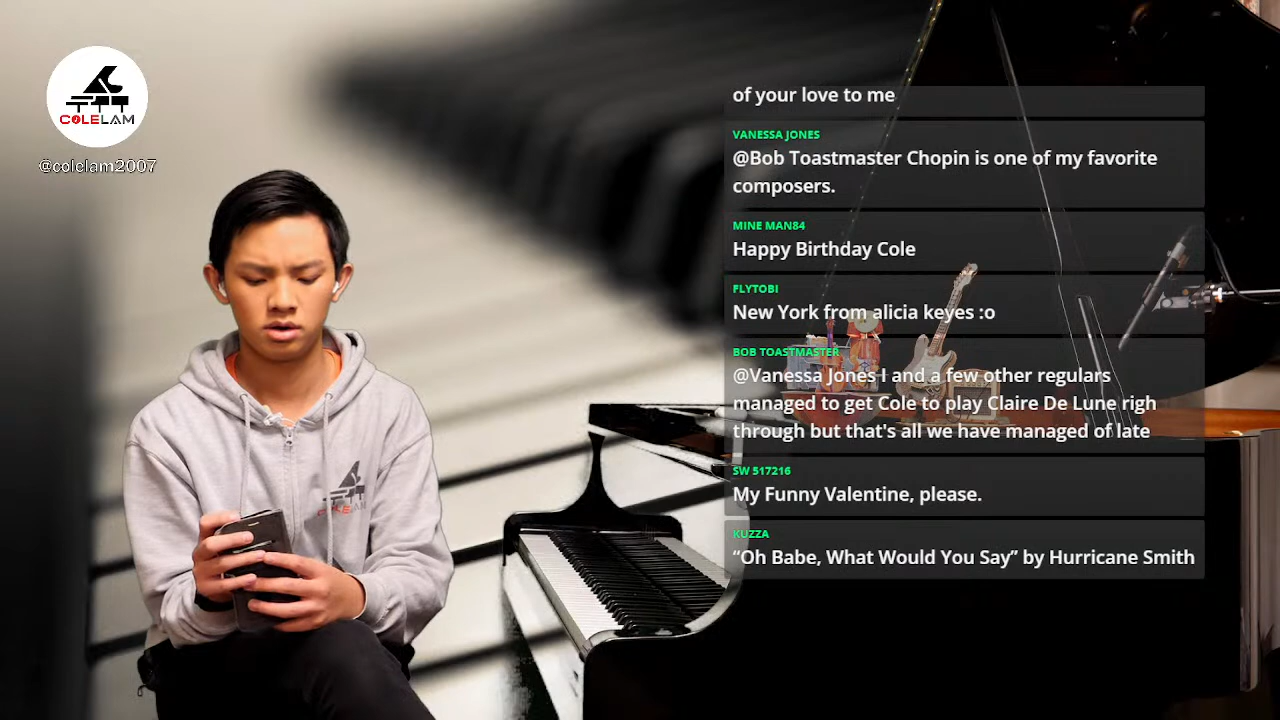 COLELAM
@colelam2007
of your love to me
VANESSA JONES
@Bob Toastmaster Chopin is one of my favorite
composers.
MINE MAN84
Happy Birthday Cole
FLYTOBI
New York from alicia keyes :o
BOB TOASTMASTER
@Vanessa Jones I and a few other regulars
managed to get Cole to play Claire De Lune righ
through but that's all we have managed of late
SW 517216
My Funny Valentine, please.
KUZZA
“Oh Babe, What Would You Say” by Hurricane Smith
COLELAM